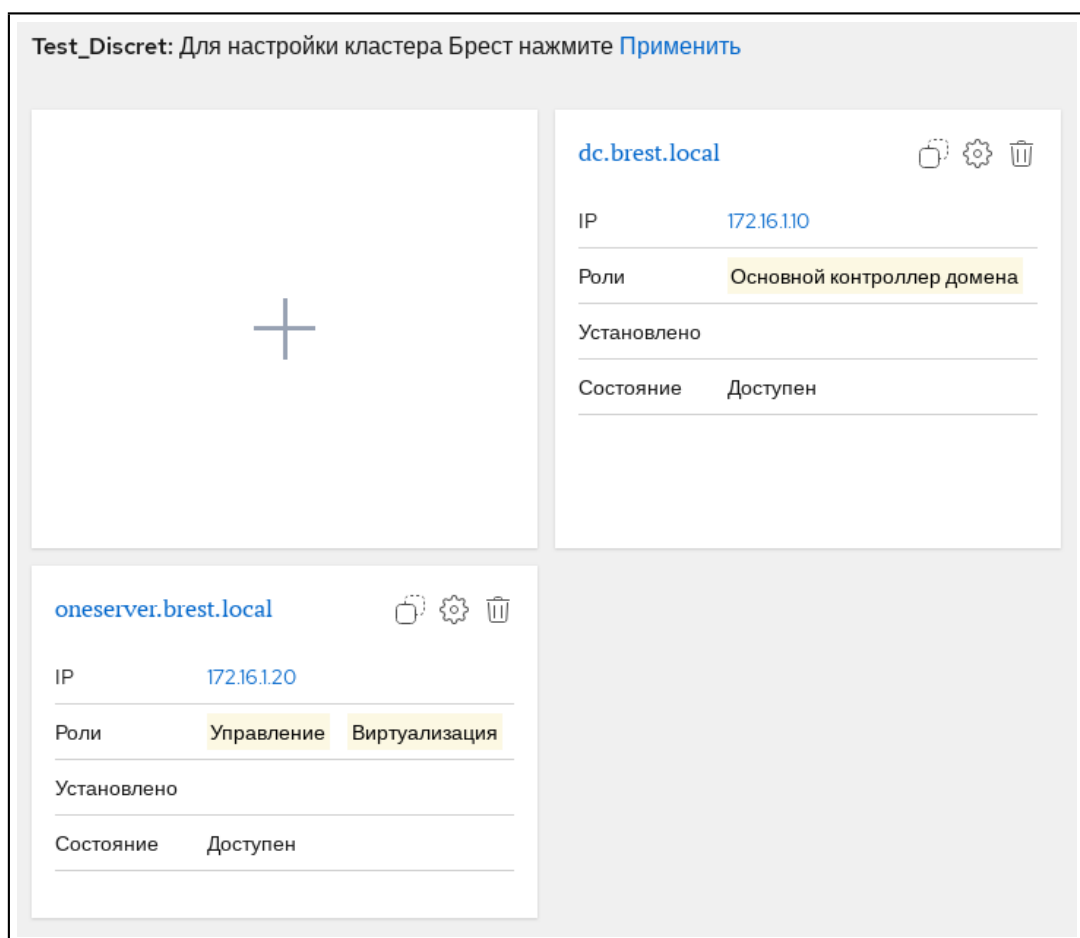 Test_Discret: Для настройки кластера Брест нажмите Применить
dc.brest.local
IP 172.16.1.10
Роли Основной контроллер домена
Установлено
Состояние Доступен
oneserver.brest.local
IP 172.16.1.20
Роли Управление Виртуализация
Установлено
Состояние Доступен